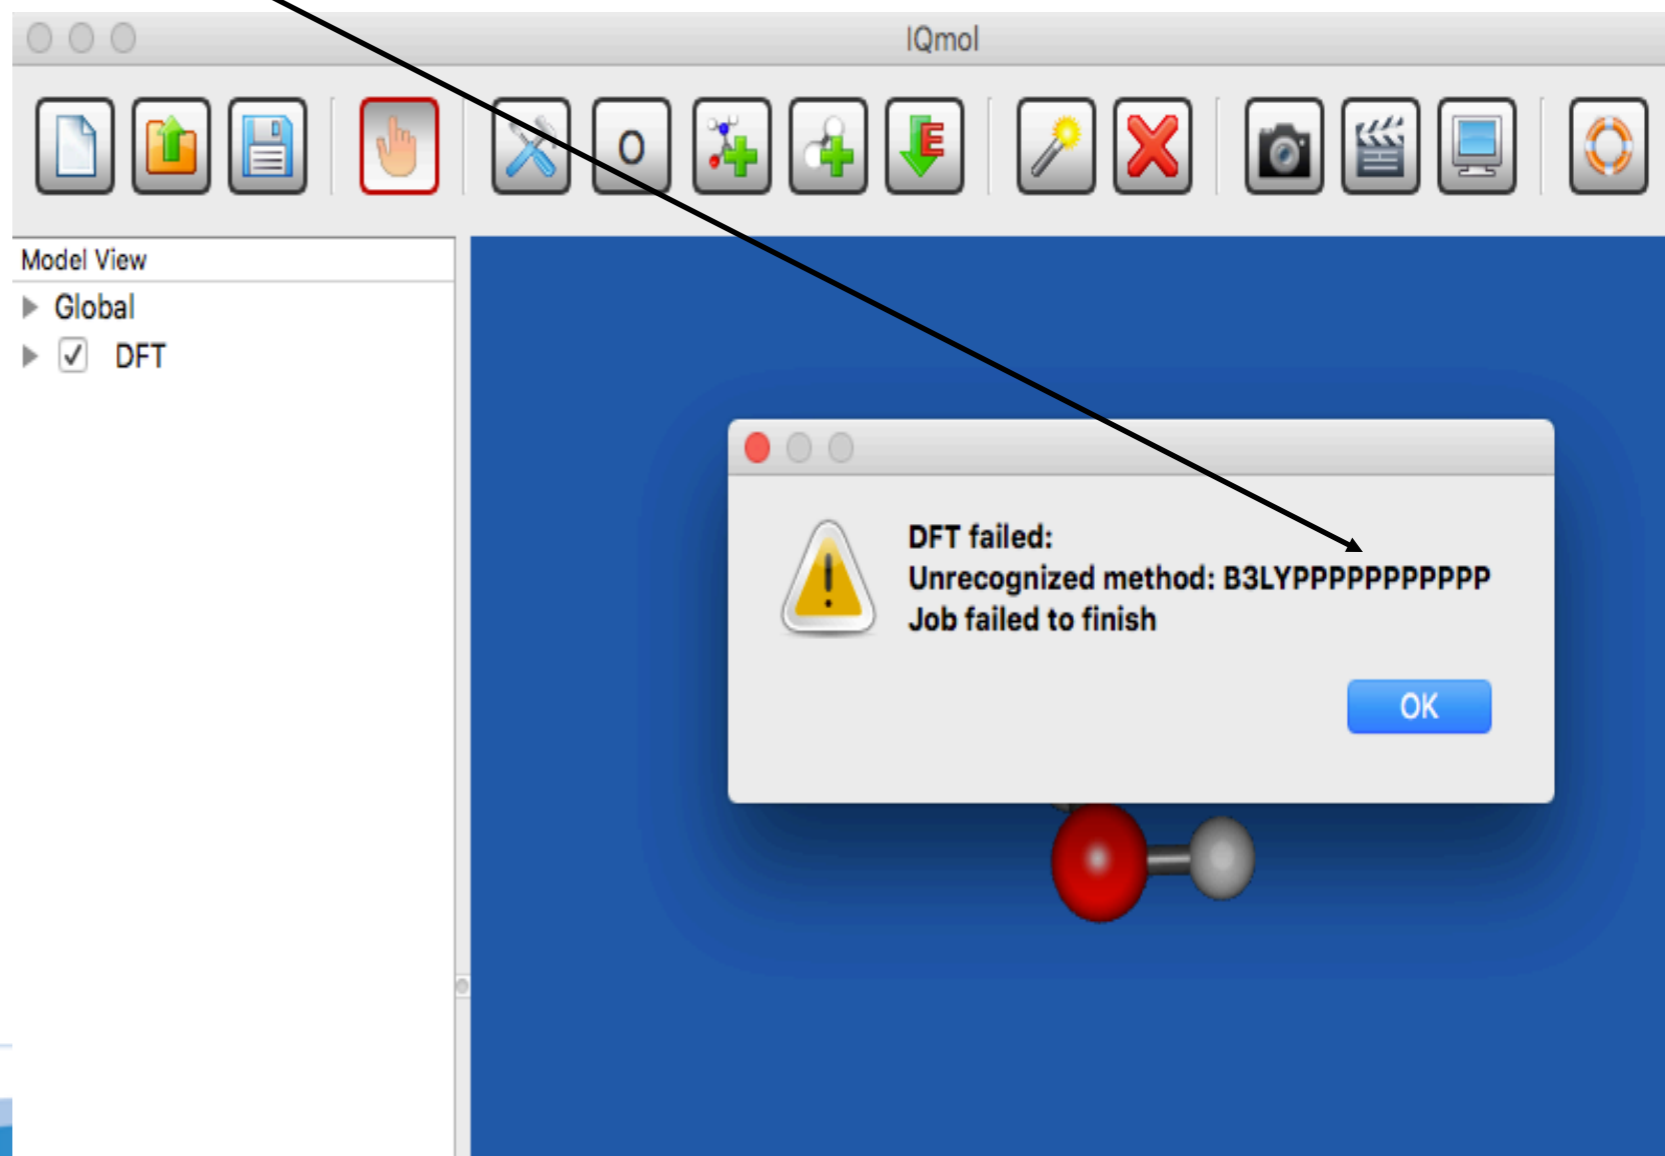 IQmol
O
E
Model View
Global
DFT
DFT failed:
Unrecognized method: B3LYPPPPPPPPPPP
Job failed to finish
OK